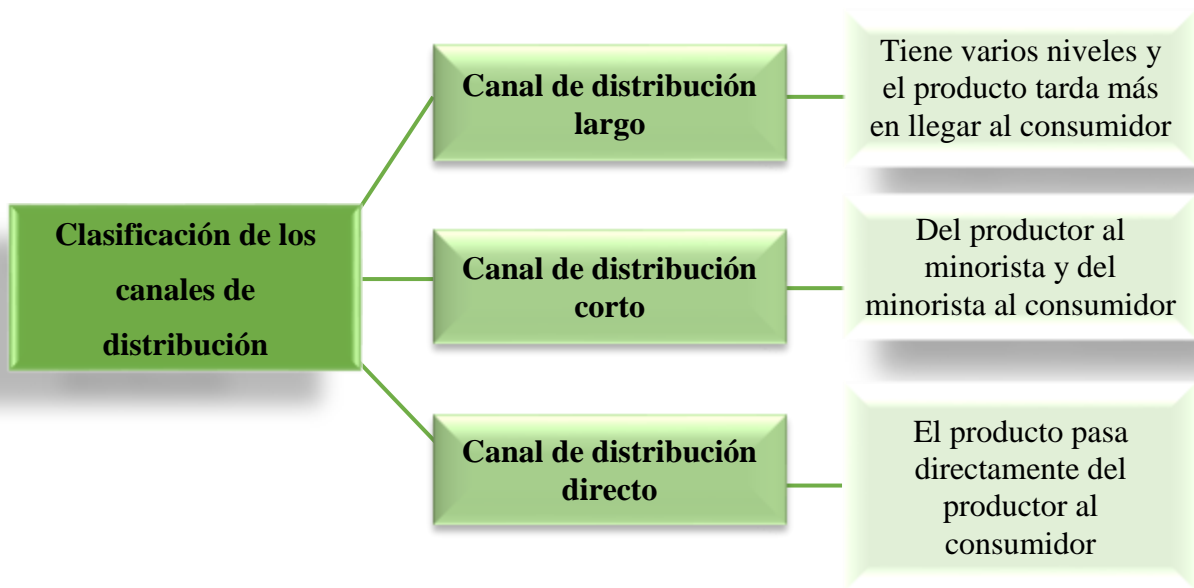 Clasificación de los
canales de
distribución
Canal de distribución
largo
Tiene varios niveles y
el producto tarda más
en llegar al consumidor
Canal de distribución
corto
Del productor al
minorista y del
minorista al consumidor
Canal de distribución
directo
El producto pasa
directamente del
productor al
consumidor